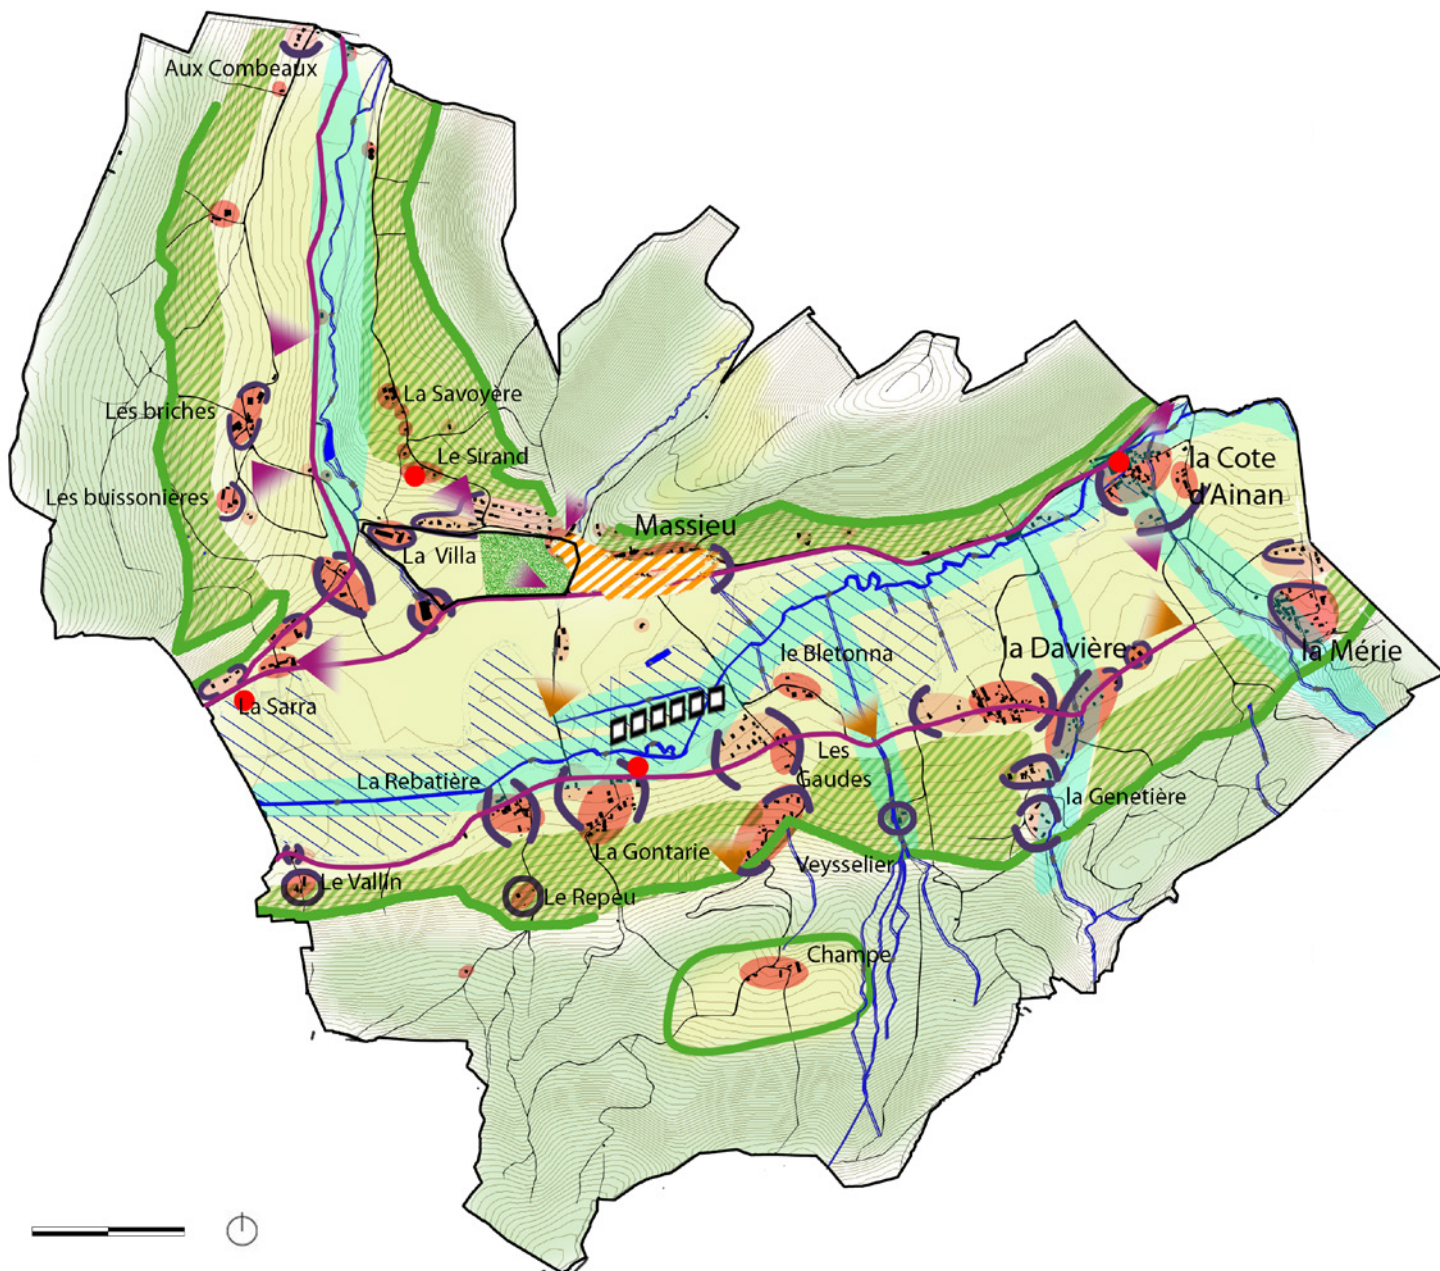 Aux Combeaux
La Savoyère
Les briches
Le Sirand
la Cote
d'Ainan
Les buissonières
Massieu
La Villa
la Davière
la Mérie
le Bletonna
La Sarra
Les
Gaudes
La Rebatière
la Genetière
La Gontarie
Veysselier
Le Vallin
Le Repeu
Champe